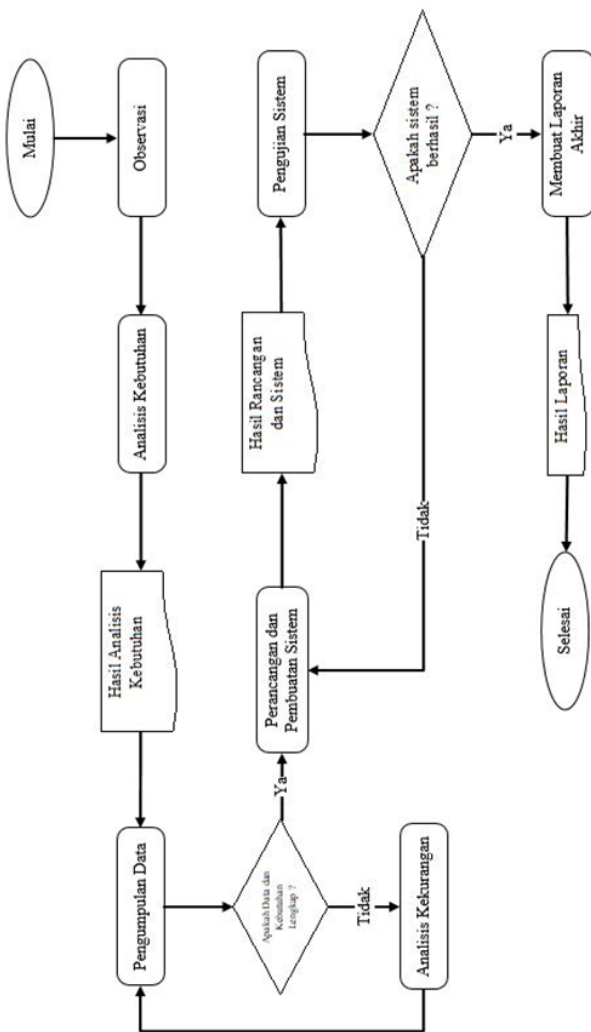 Mulai
Observasi
Analisis Kebutuhan
Hasil Analisis
Kebutuhan
Pengumpulan Data
Apakah Data dan
Kebutuhan
Lengkap ?
Tidak
Analisis Kekurangan
Ya
Perancangan dan
Pembuatan Sistem
Hasil Rancangan
dan Sistem
Pengujian Sistem
Apakah sistem
berhasil ?
Tidak
Ya
Membuat Laporan
Akhir
Hasil Laporan
Selesai